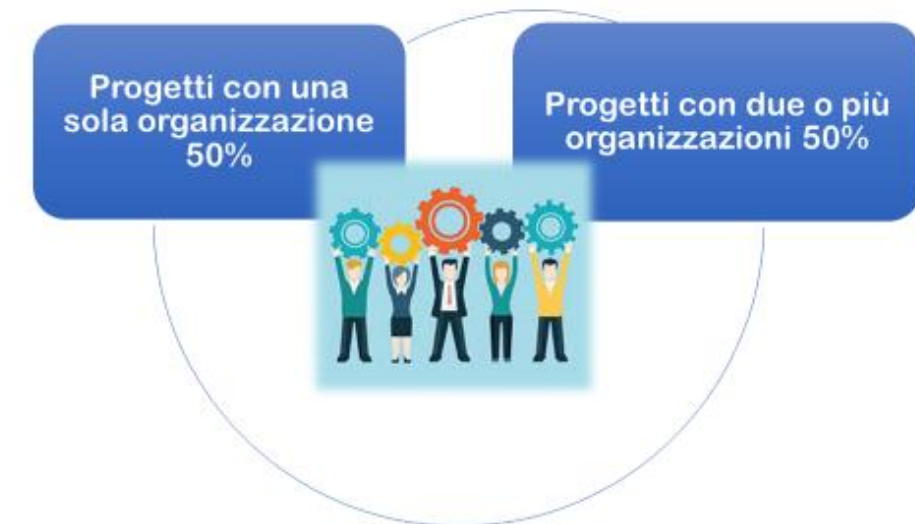 Progetti con una
sola organizzazione
50%
Progetti con due o più
organizzazioni 50%